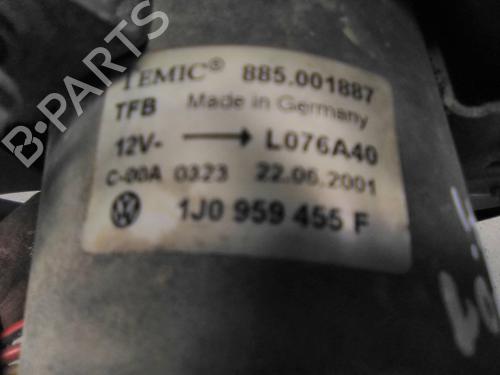 TEMIC® 885.001887
TFB Made in Germany
12V- → L076A40
C-00A 0323 22.06.2001
1J0 959 455 F
B-PARTS